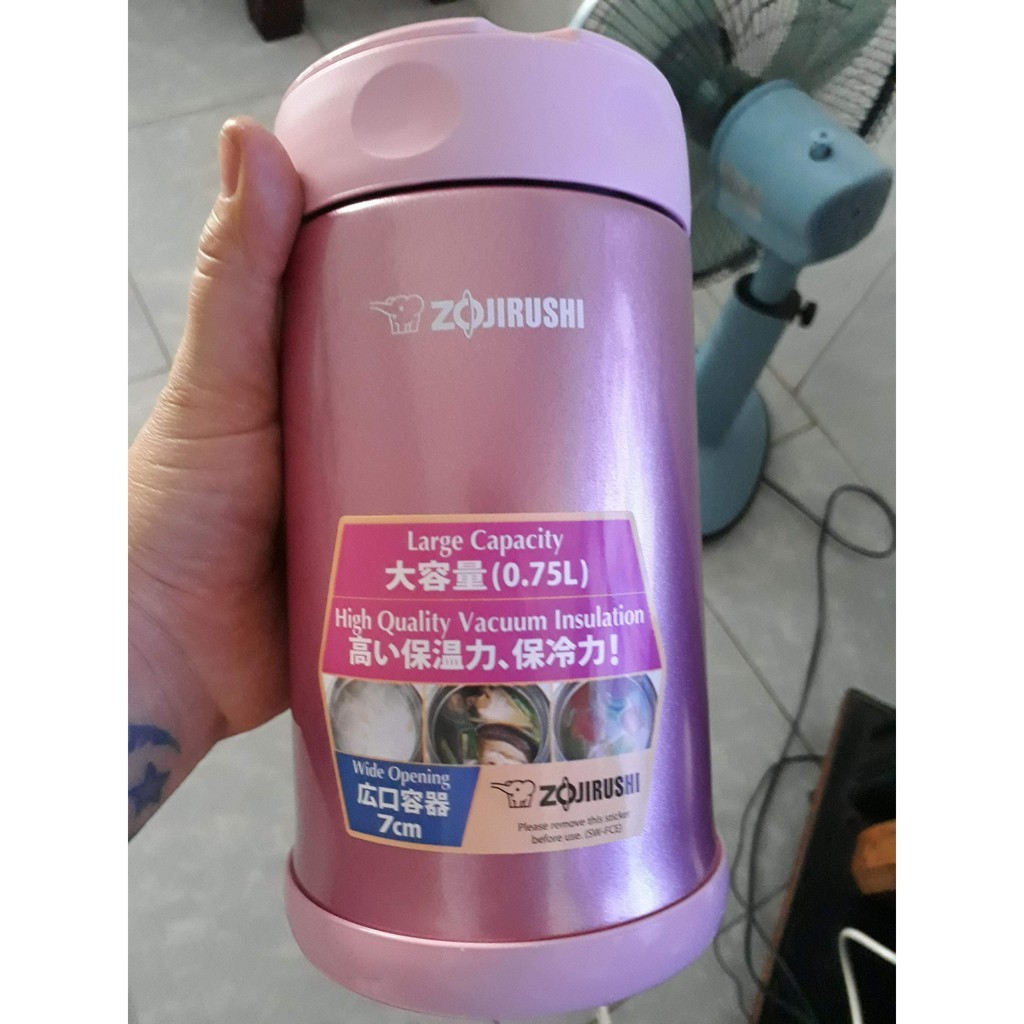 ZOJIRUSHI
Large Capacity
大容量(0.75L)
High Quality Vacuum Insulation
高い保温力、保冷力!
Wide Opening
広口容器
7cm
ZOJIRUSHI
Please remove this sticker
before use. (SW-FCE)